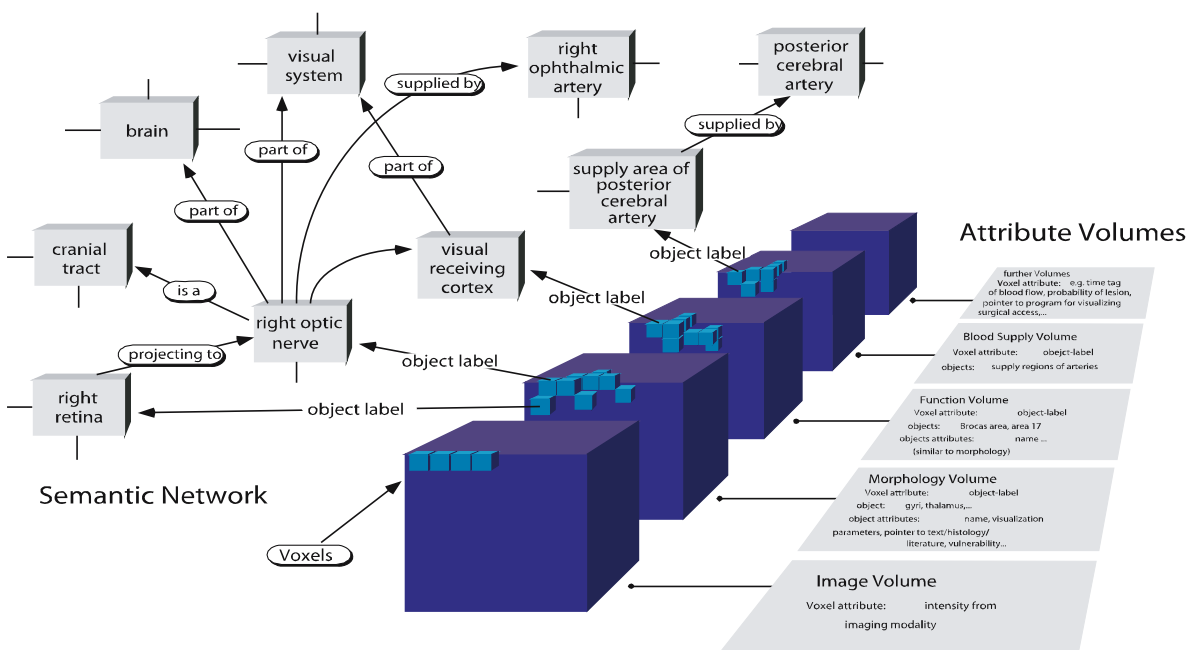 visual
system
right
ophthalmic
artery
posterior
cerebral
artery
supplied by
brain
part of
supplied by
part of
supply area of
posterior
cerebral
artery
part of
cranial
tract
visual
receiving
cortex
object label
Attribute Volumes
is a
object label
further Volumes
Voxel attribute: e.g. time tag
of blood flow, probability of lesion,
pointer to program for visualizing
surgical access,...
right optic
nerve
projecting to
object label
Blood Supply Volume
Voxel attribute: obejct-label
objects: supply regions of arteries
right
retina
object label
Function Volume
Voxel attribute: object-label
objects: Brocas area, area 17
objects attributes: name ...
(similar to morphology)
Semantic Network
Morphology Volume
Voxel attribute: object-label
object: gyri, thalamus,...
object attributes: name, visualization
parameters, pointer to text/histology/
literature, vulnerability...
Voxels
Image Volume
Voxel attribute: intensity from
imaging modality